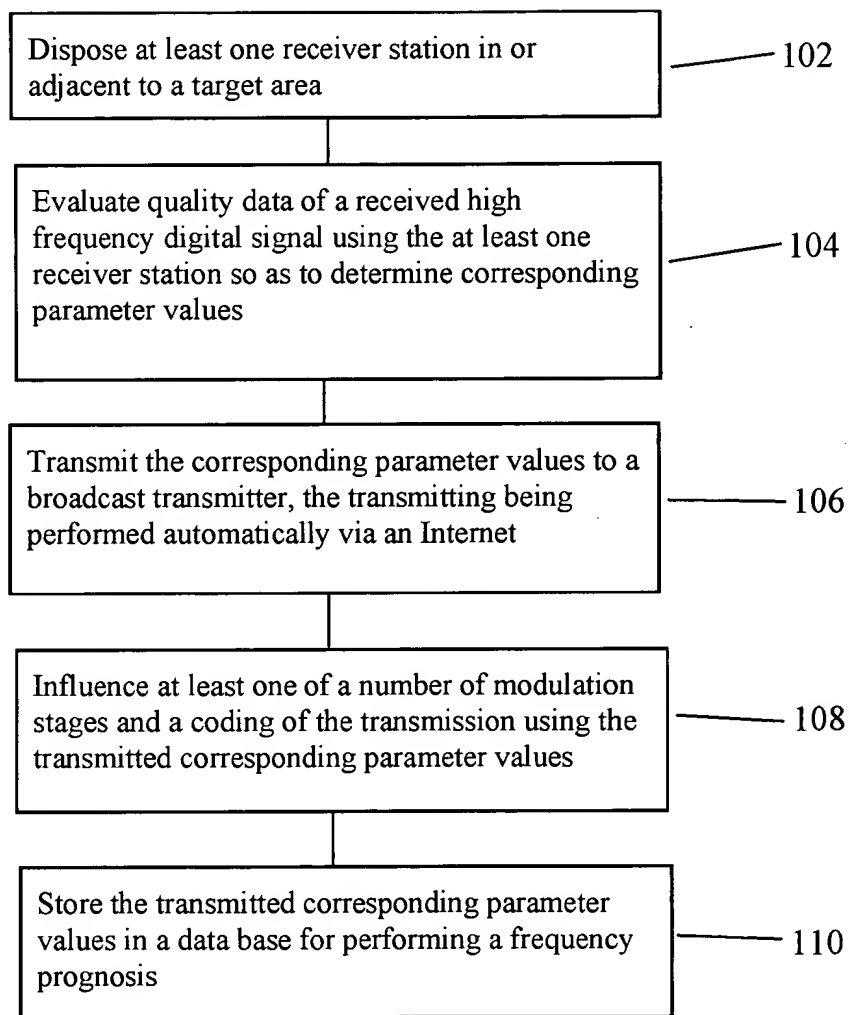 Dispose at least one receiver station in or
adjacent to a target area
102
Evaluate quality data of a received high
frequency digital signal using the at least one
receiver station so as to determine corresponding
parameter values
104
Transmit the corresponding parameter values to a
broadcast transmitter, the transmitting being
performed automatically via an Internet
106
Influence at least one of a number of modulation
stages and a coding of the transmission using the
transmitted corresponding parameter values
108
Store the transmitted corresponding parameter
values in a data base for performing a frequency
prognosis
110